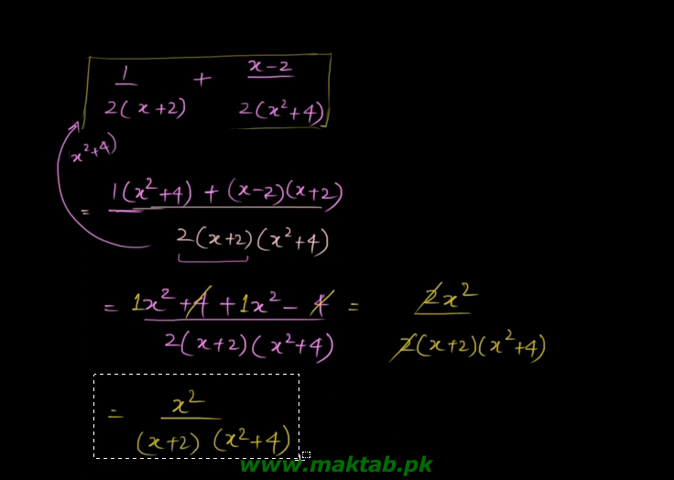 1/2(x+2) + x-2/2(x²+4)
x²+4)
= 1(x²+4) + (x-2)(x+2)/2(x+2)(x²+4)
= 1x²+4 + 1x² - 4/2(x+2)(x²+4) = 2x²/2(x+2)(x²+4)
= x²/(x+2)(x²+4)
www.maktab.pk